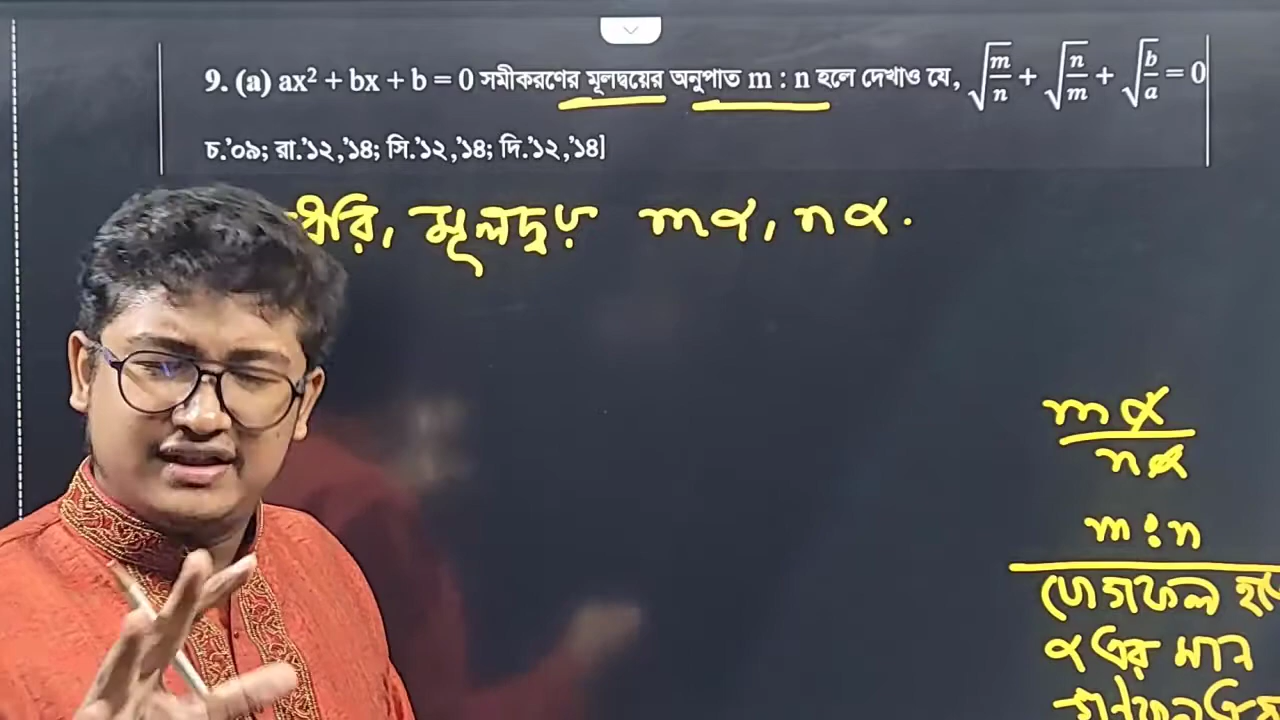 9. (a) ax² + bx + b = 0 সমীকরণের মূলদ্বয়ের অনুপাত m : n হলে দেখাও যে, √(m/n) + √(n/m) + √(b/a) = 0
চ.'০৯; রা.'১২,'১৪; সি.'১২,'১৪; দি.'১২,'১৪]
ধরি, মূলদ্বয় mα, nα.
mα
nα
m : n
যোগফল
α এর মান